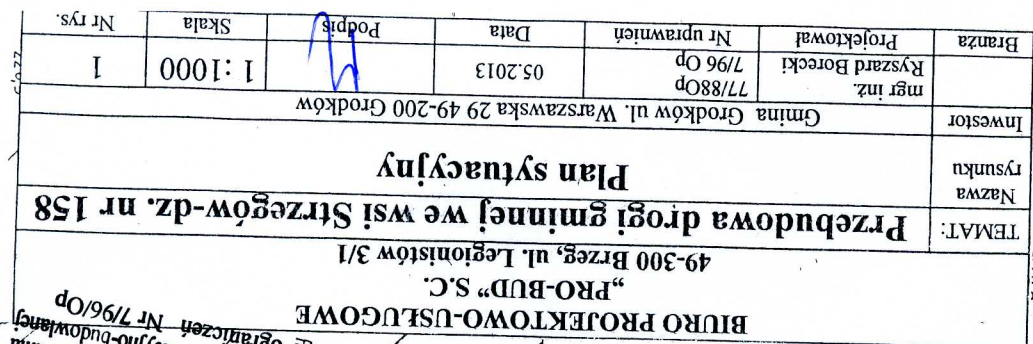 BIURO PROJEKTOWO-USŁUGOWE
„PRO-BUD“ S.C.
49-300 Brzeg, ul. Legionistów 3/1
TEMAT: Przebudowa drogi gminnej we wsi Strzegów-dz. nr 158
Nazwa rysunku Plan sytuacyjny
Inwestor Gmina Grodków ul. Warszawska 29 49-200 Grodków
mgr inż. 77/88Op 05.2013 1 : 1000 1
Ryszard Borecki 7/96 Op
Branża Projektował Nr uprawnień Data Podpis Skala Nr rys.
ograniczeń Nr 7/96/Op